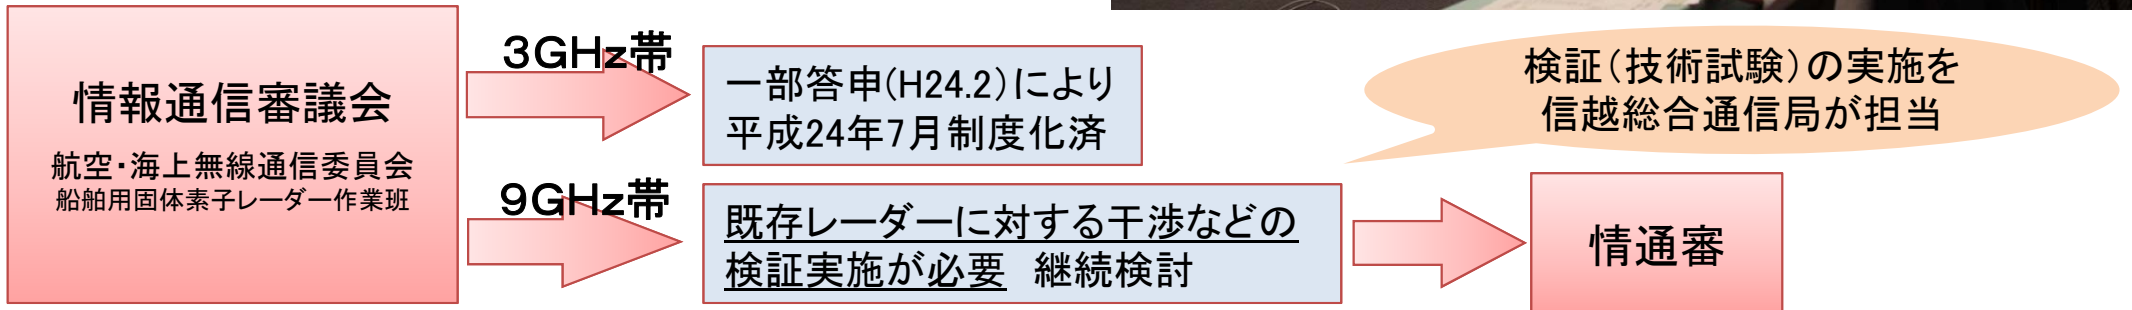 情報通信審議会
航空・海上無線通信委員会
船舶用固体素子レーダー作業班
3GHz帯
一部答申(H24.2)により
平成24年7月制度化済
9GHz帯
既存レーダーに対する干渉などの
検証実施が必要　継続検討
検証(技術試験)の実施を
信越総合通信局が担当
情通審